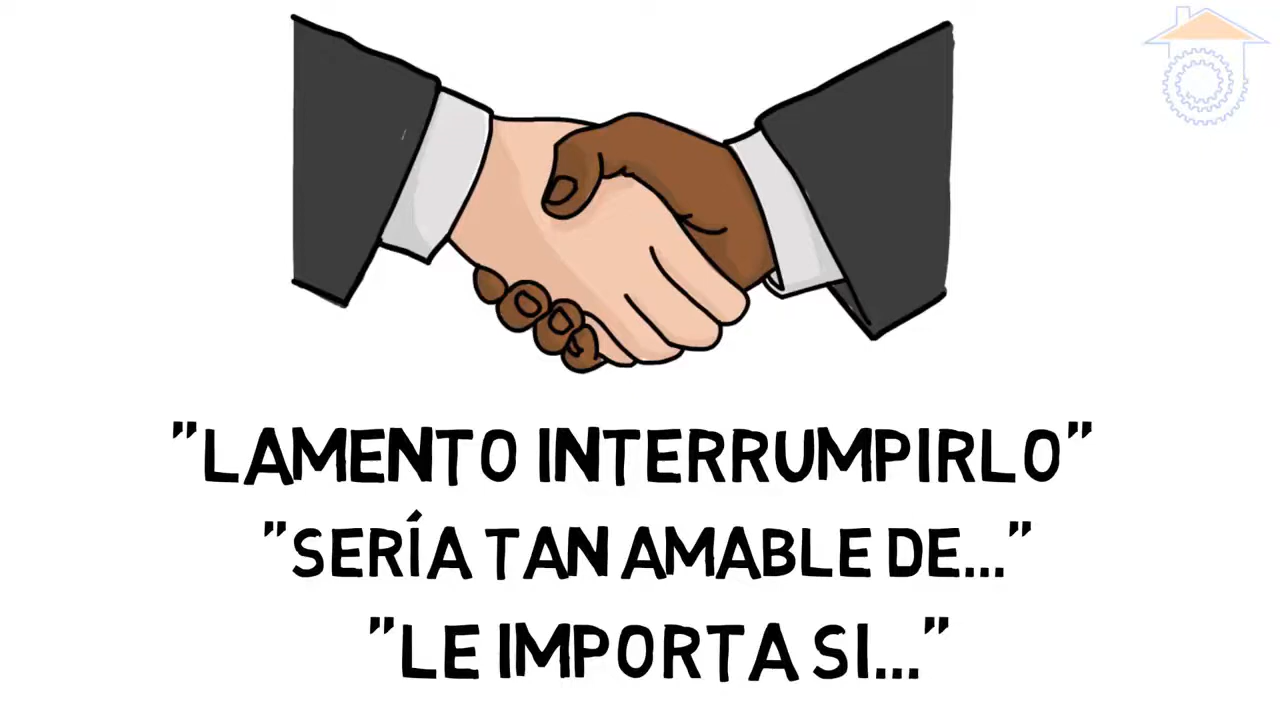 "LAMENTO INTERRUMPIRLO"
"SERÍA TAN AMABLE DE..."
"LE IMPORTA SI..."